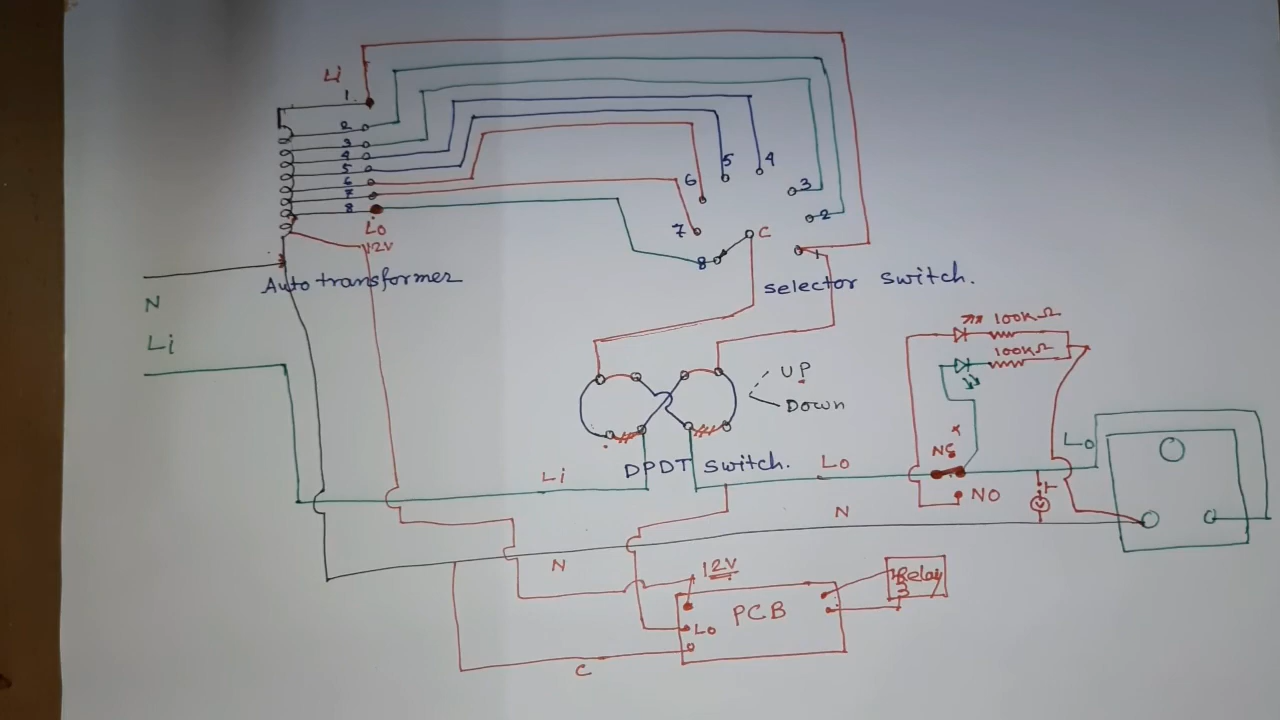 Li
1
2
3
4
5
6
7
8
Lo
12V
Auto transformer
N
Li
5
4
6
3
2
7
C
8
1
selector switch.
100KΩ
100KΩ
UP
Down
DPDT switch.
Li
Lo
NO
Lo
N
N
12V
PCB
Lo
Relay
C